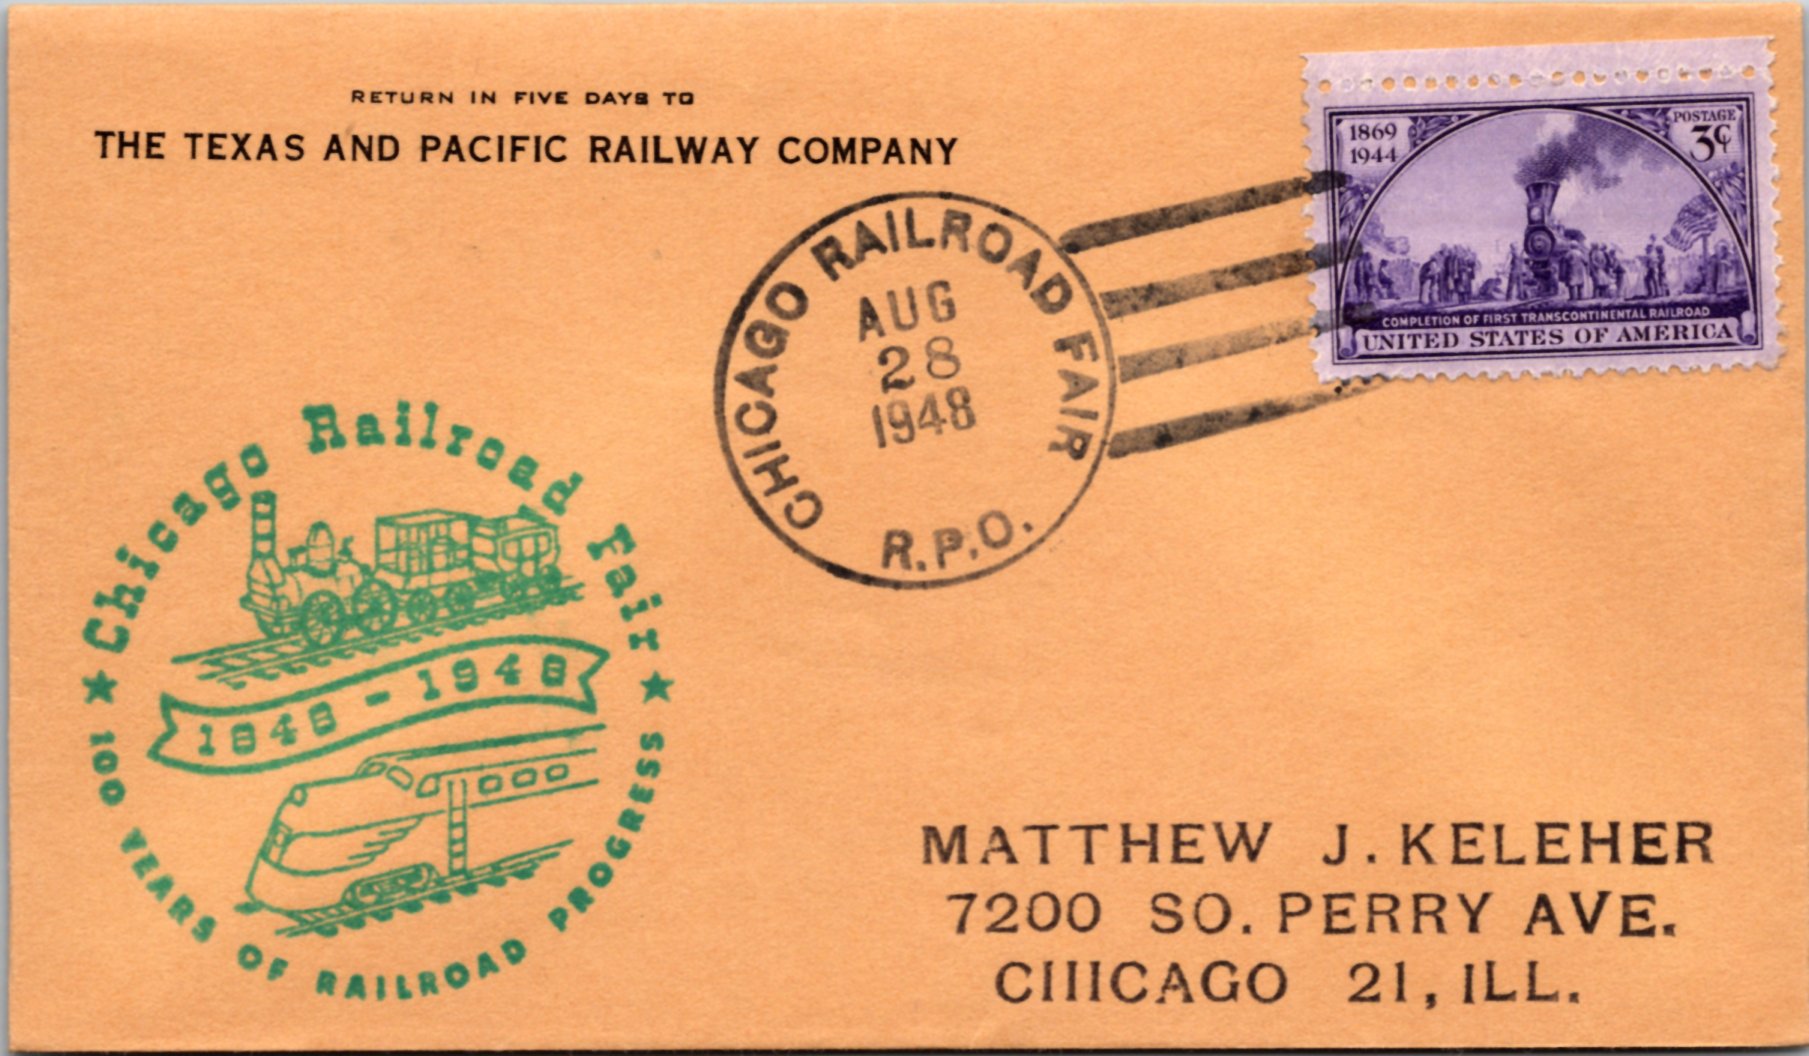 RETURN IN FIVE DAYS TO
THE TEXAS AND PACIFIC RAILWAY COMPANY
1869
1944
POSTAGE
3¢
COMPLETION OF FIRST TRANSCONTINENTAL RAILROAD
UNITED STATES OF AMERICA
CHICAGO RAILROAD FAIR
AUG
28
1948
R.P.O.
Chicago Railroad Fair
1848 - 1948
★ 100 YEARS OF RAILROAD PROGRESS ★
MATTHEW J. KELEHER
7200 SO. PERRY AVE.
CHICAGO 21, ILL.